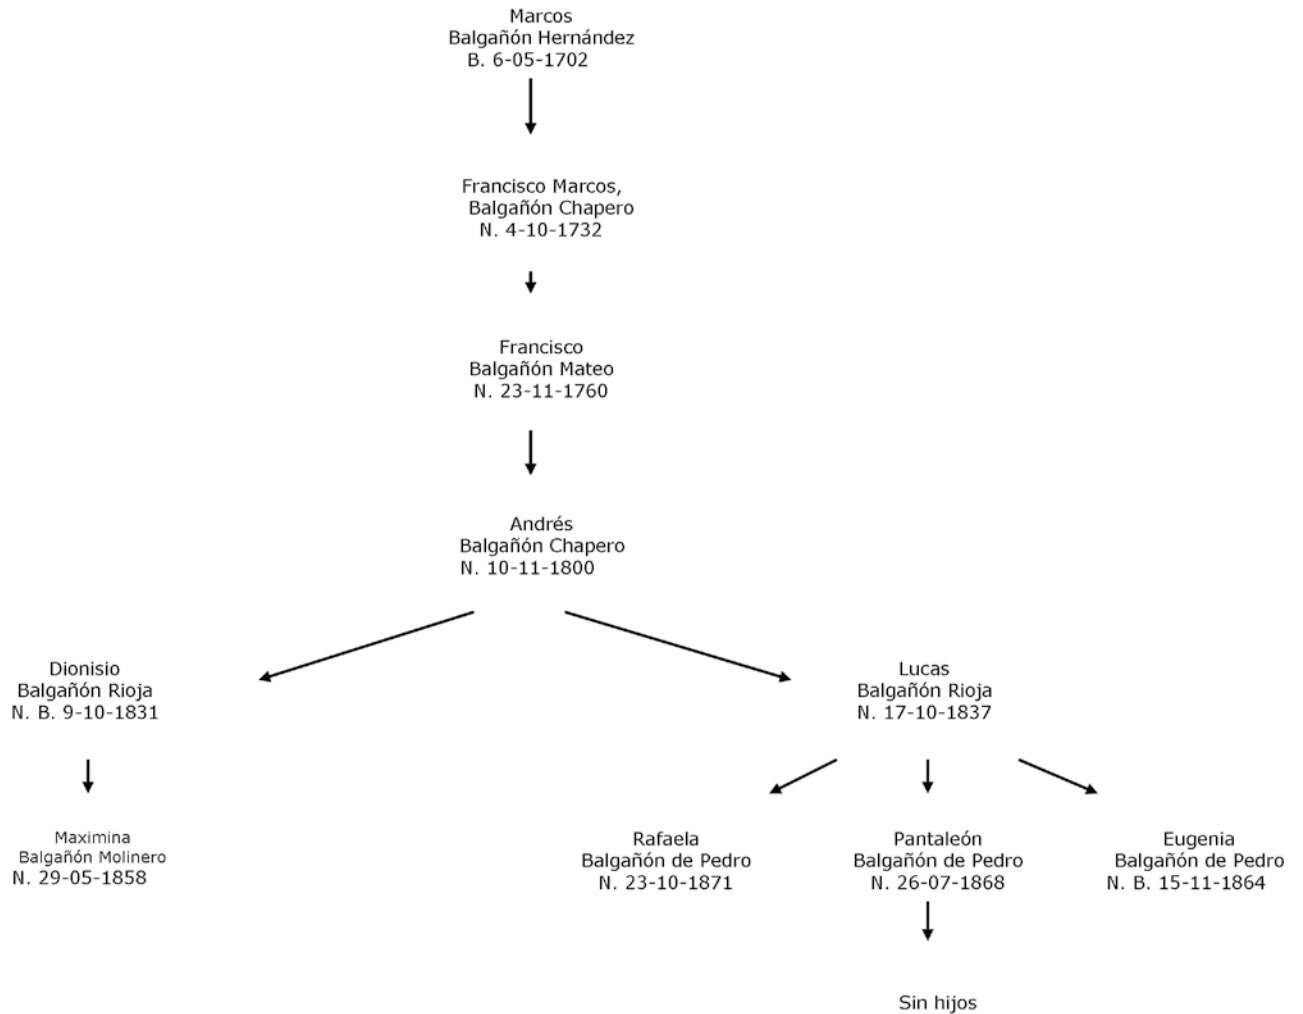 Marcos
Balgañón Hernández
B. 6-05-1702
Francisco Marcos,
Balgañón Chapero
N. 4-10-1732
Francisco
Balgañón Mateo
N. 23-11-1760
Andrés
Balgañón Chapero
N. 10-11-1800
Dionisio
Balgañón Rioja
N. B. 9-10-1831
Lucas
Balgañón Rioja
N. 17-10-1837
Maximina
Balgañón Molinero
N. 29-05-1858
Rafaela
Balgañón de Pedro
N. 23-10-1871
Pantaleón
Balgañón de Pedro
N. 26-07-1868
Eugenia
Balgañón de Pedro
N. B. 15-11-1864
Sin hijos